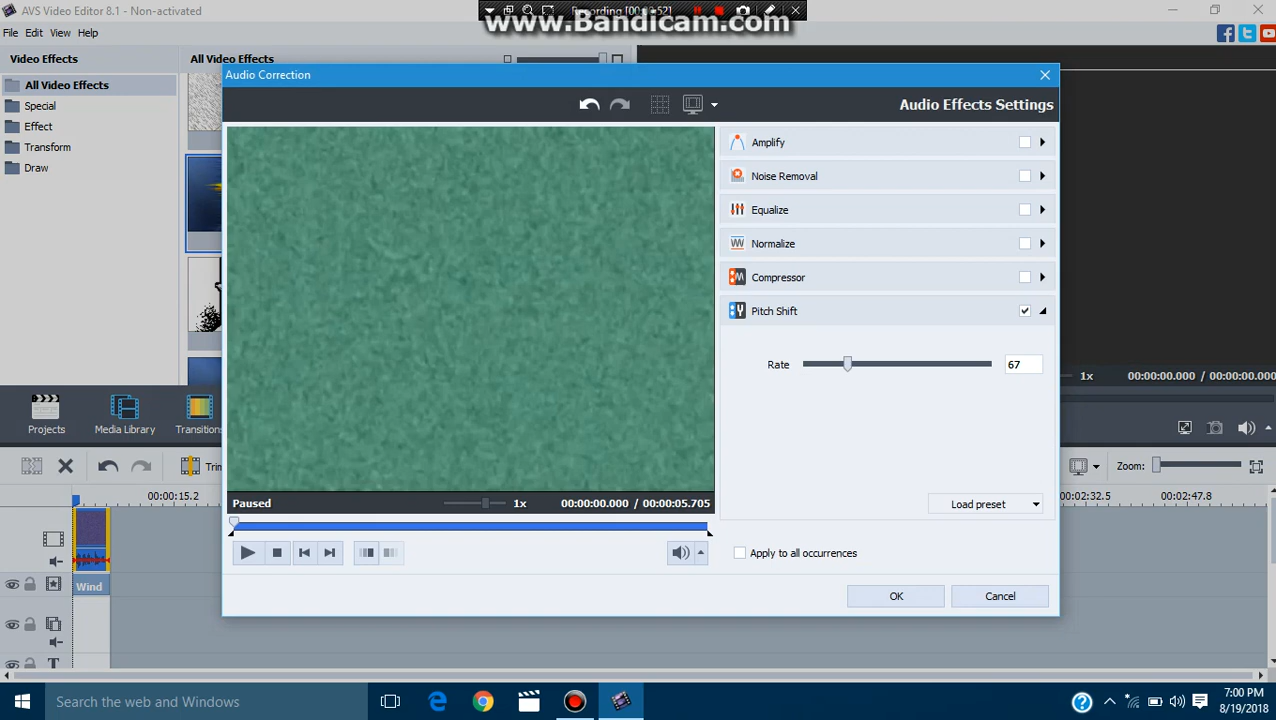 AVS Video Editor 8.1 - Non-activated
www.Bandicam.com
File Edit View Help
Video Effects
All Video Effects
All Video Effects
Special
Effect
Transform
Draw
Audio Correction
Audio Effects Settings
Amplify
Noise Removal
Equalize
Normalize
Compressor
Pitch Shift
Rate 67
Load preset
Paused 1x 00:00:00.000 / 00:00:05.705
Apply to all occurrences
OK Cancel
1x 00:00:00.000 / 00:00:00.000
Projects Media Library Transition
Trim
Zoom:
00:00:15.2 00:02:32.5 00:02:47.8
Wind
T
Search the web and Windows
7:00 PM
8/19/2018